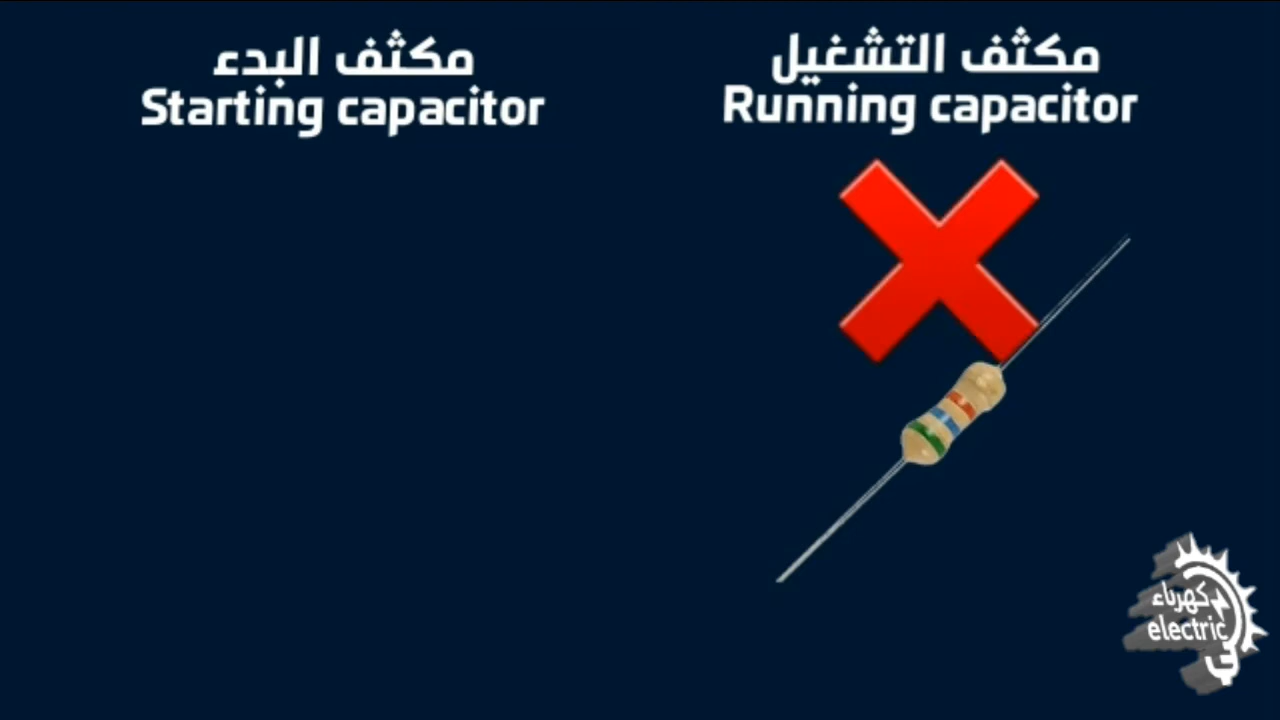 مكثف التشغيل
Running capacitor
مكثف البدء
Starting capacitor
كهرباء
electric